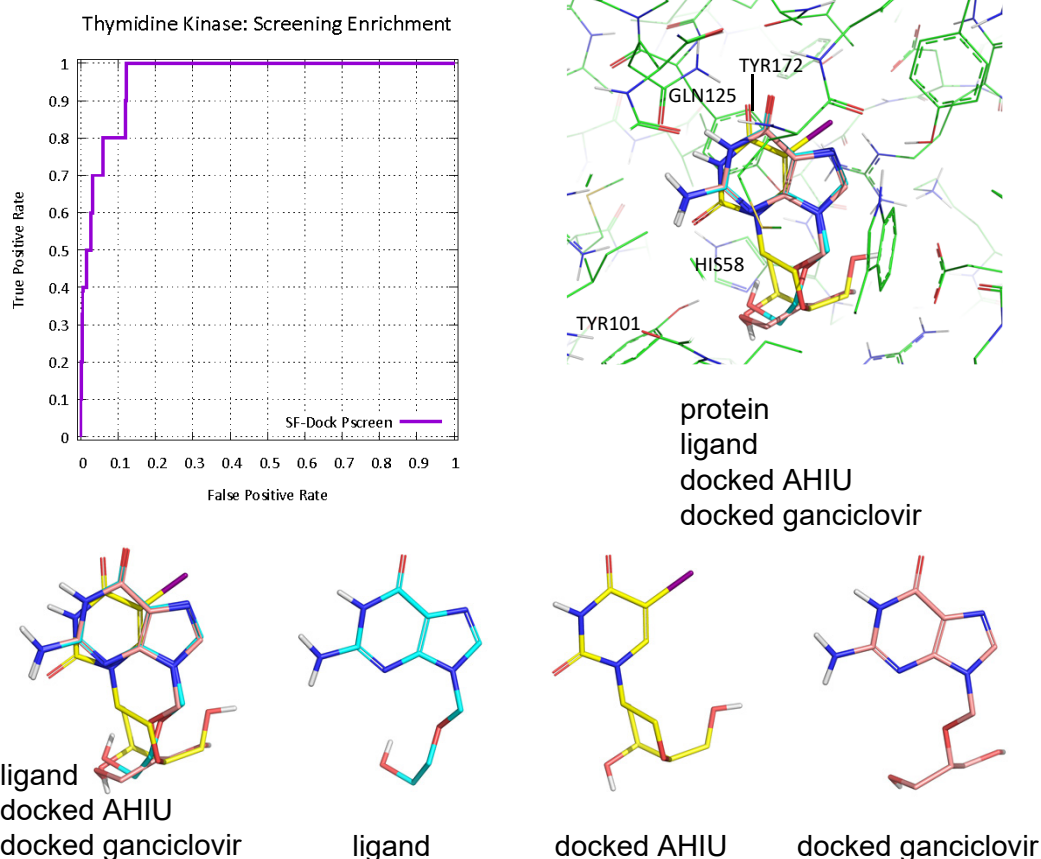 Thymidine Kinase: Screening Enrichment
1
0.9
0.8
0.7
0.6
0.5
0.4
0.3
0.2
0.1
0
True Positive Rate
SF-Dock Pscreen
0 0.1 0.2 0.3 0.4 0.5 0.6 0.7 0.8 0.9 1
False Positive Rate
TYR172
GLN125
HIS58
TYR101
protein
ligand
docked AHIU
docked ganciclovir
ligand
docked AHIU
docked ganciclovir
ligand
docked AHIU
docked ganciclovir